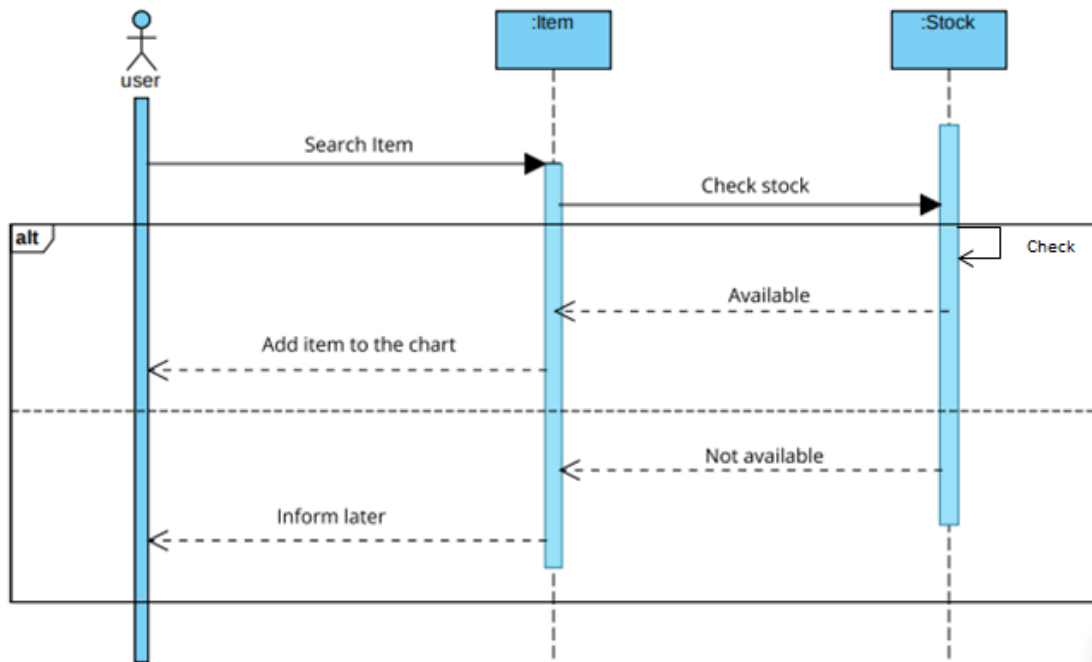 :Item
:Stock
user
Search Item
Check stock
alt
Check
Available
Add item to the chart
Not available
Inform later